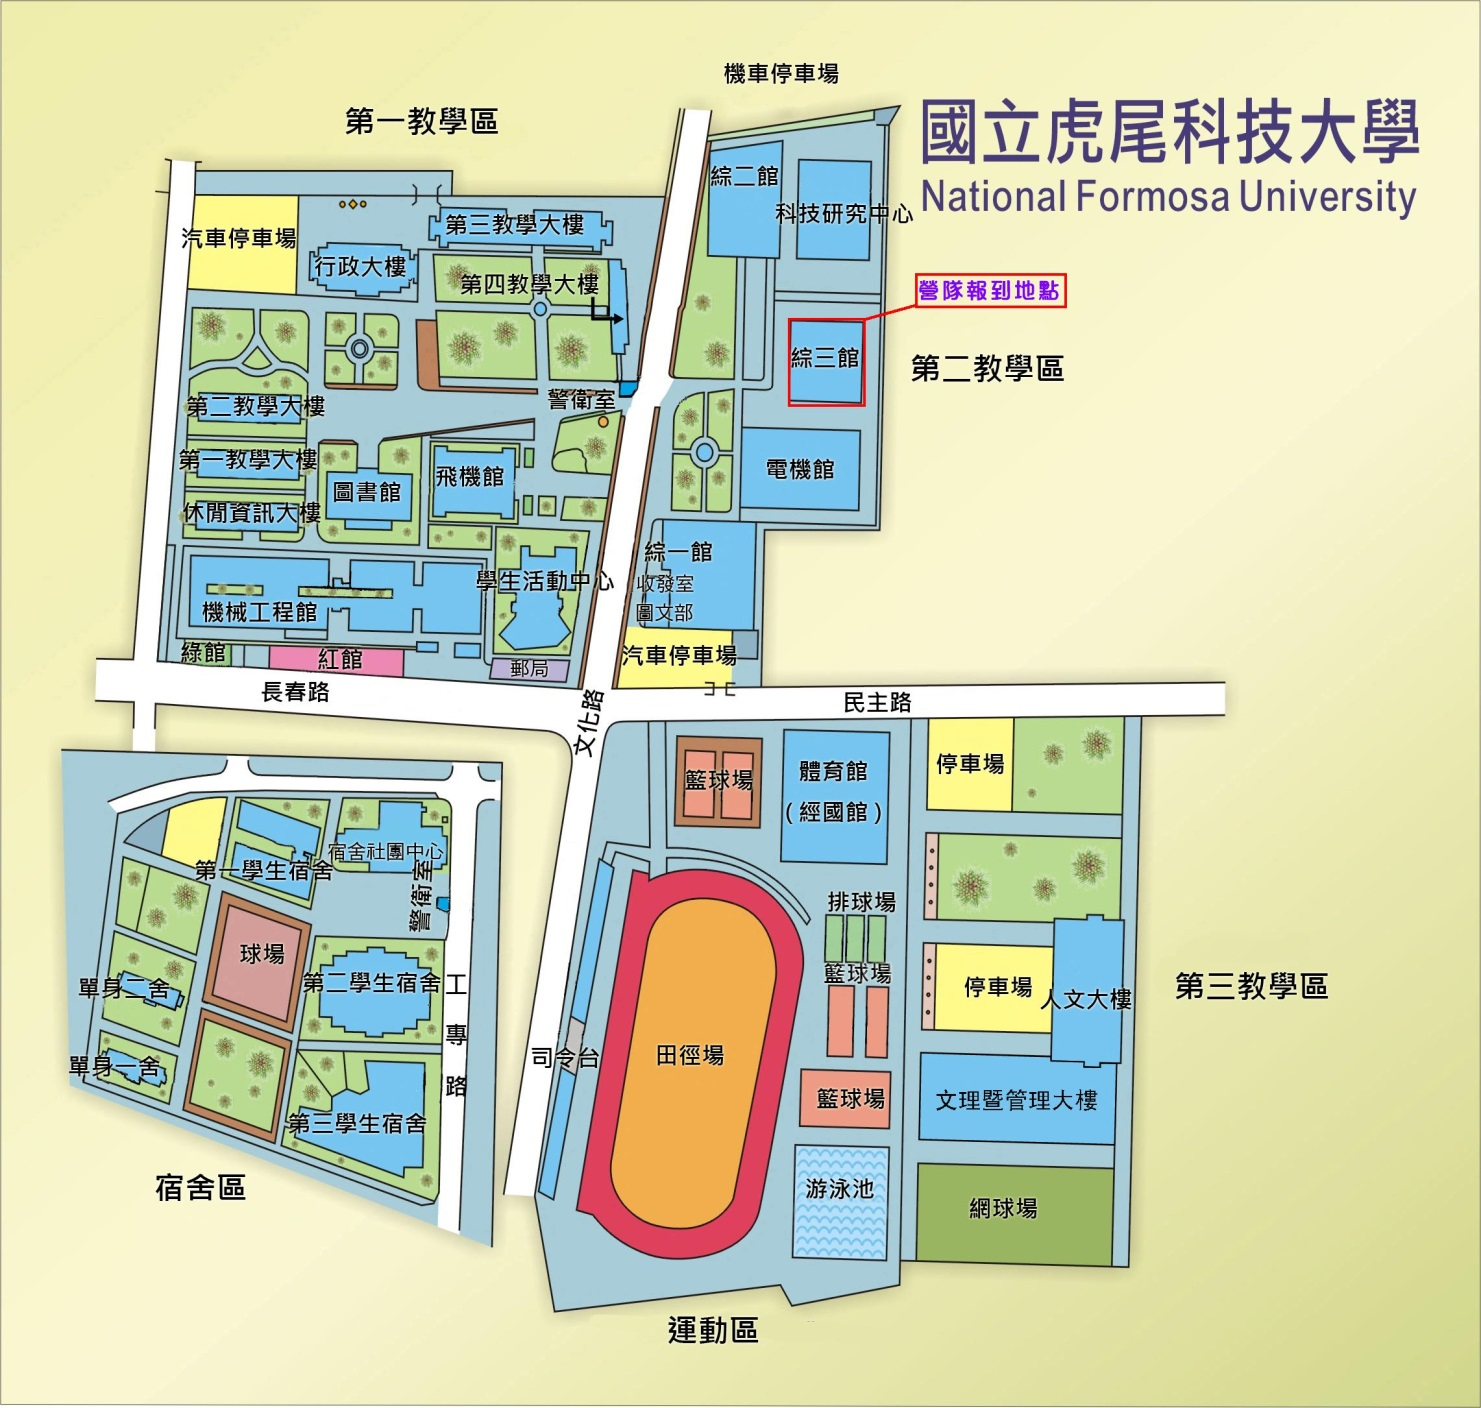 機車停車場
國立虎尾科技大學
National Formosa University
第一教學區
綜二館
科技研究中心
汽車停車場
第三教學大樓
行政大樓
第四教學大樓
營隊報到地點
綜三館
第二教學區
警衛室
第二教學大樓
第一教學大樓
圖書館
飛機館
電機館
休閒資訊大樓
綜一館
收發室
圖文部
學生活動中心
機械工程館
綠館
紅館
郵局
汽車停車場
長春路
文化路
民主路
籃球場
體育館
(經國館)
停車場
宿舍社團中心
第一學生宿舍
警衛室
排球場
球場
籃球場
第二學生宿舍
單身二舍
工專路
停車場
人文大樓
第三教學區
單身一舍
司令台
田徑場
籃球場
文理暨管理大樓
第三學生宿舍
游泳池
網球場
宿舍區
運動區